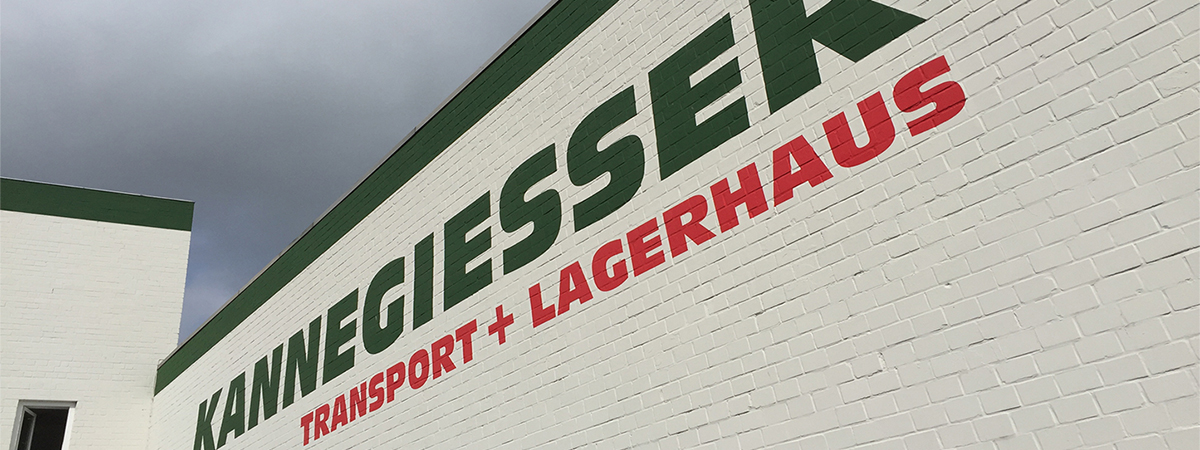 KANNEGIESSER
TRANSPORT + LAGERHAUS